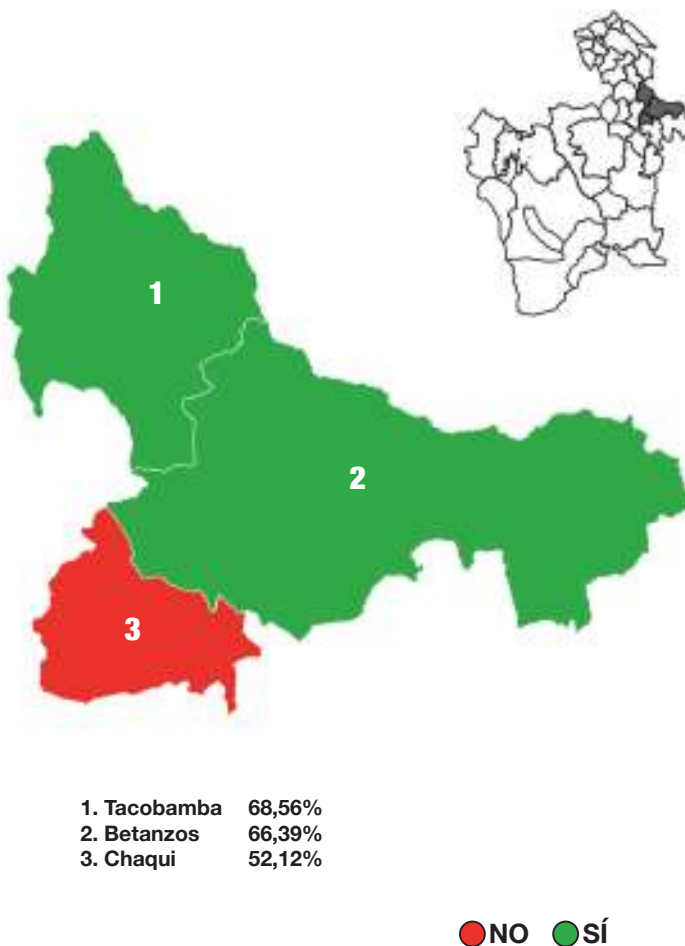 1
2
3
1. Tacobamba 68,56%
2. Betanzos 66,39%
3. Chaqui 52,12%
NO SÍ